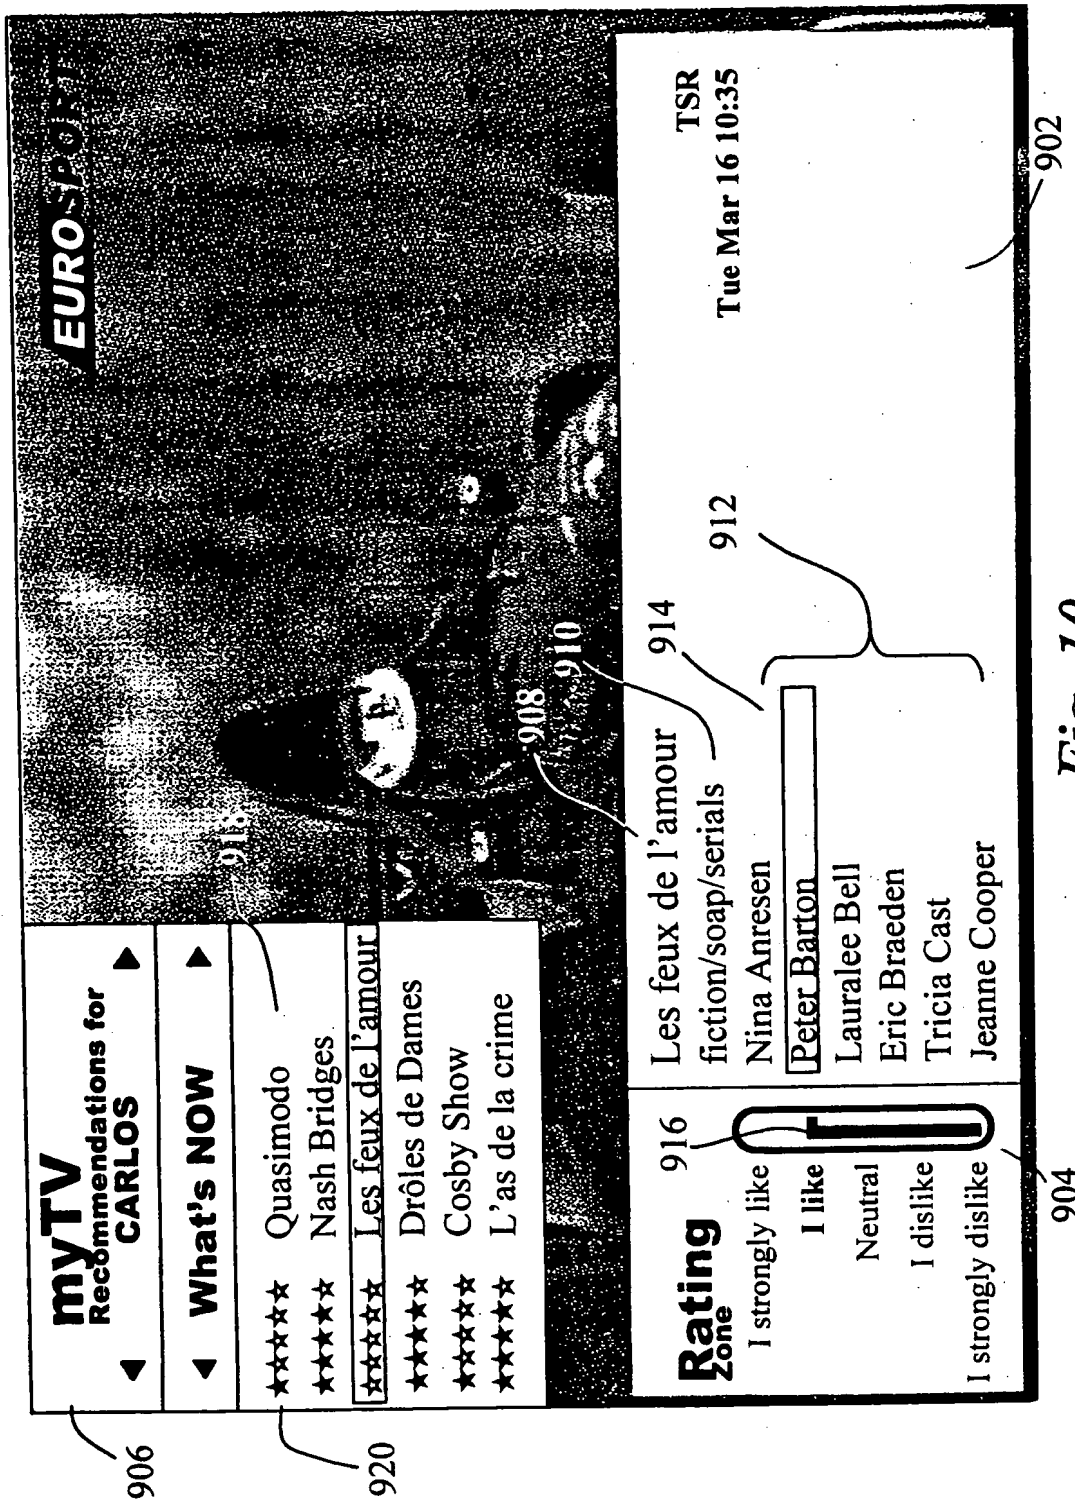 myTV
Recommendations for
CARLOS
What's NOW
★★★★★ Quasimodo
★★★★★ Nash Bridges
★★★★★ Les feux de l'amour
★★★★★ Drôles de Dames
★★★★★ Cosby Show
★★★★★ L'as de la crime
EUROSPORT
906
920
918
908
910
Rating
Zone
I strongly like
I like
Neutral
I dislike
I strongly dislike
916
904
Les feux de l'amour
fiction/soap/serials
Nina Anresen
Peter Barton
Lauralee Bell
Eric Braeden
Tricia Cast
Jeanne Cooper
914
912
TSR
Tue Mar 16 10:35
902